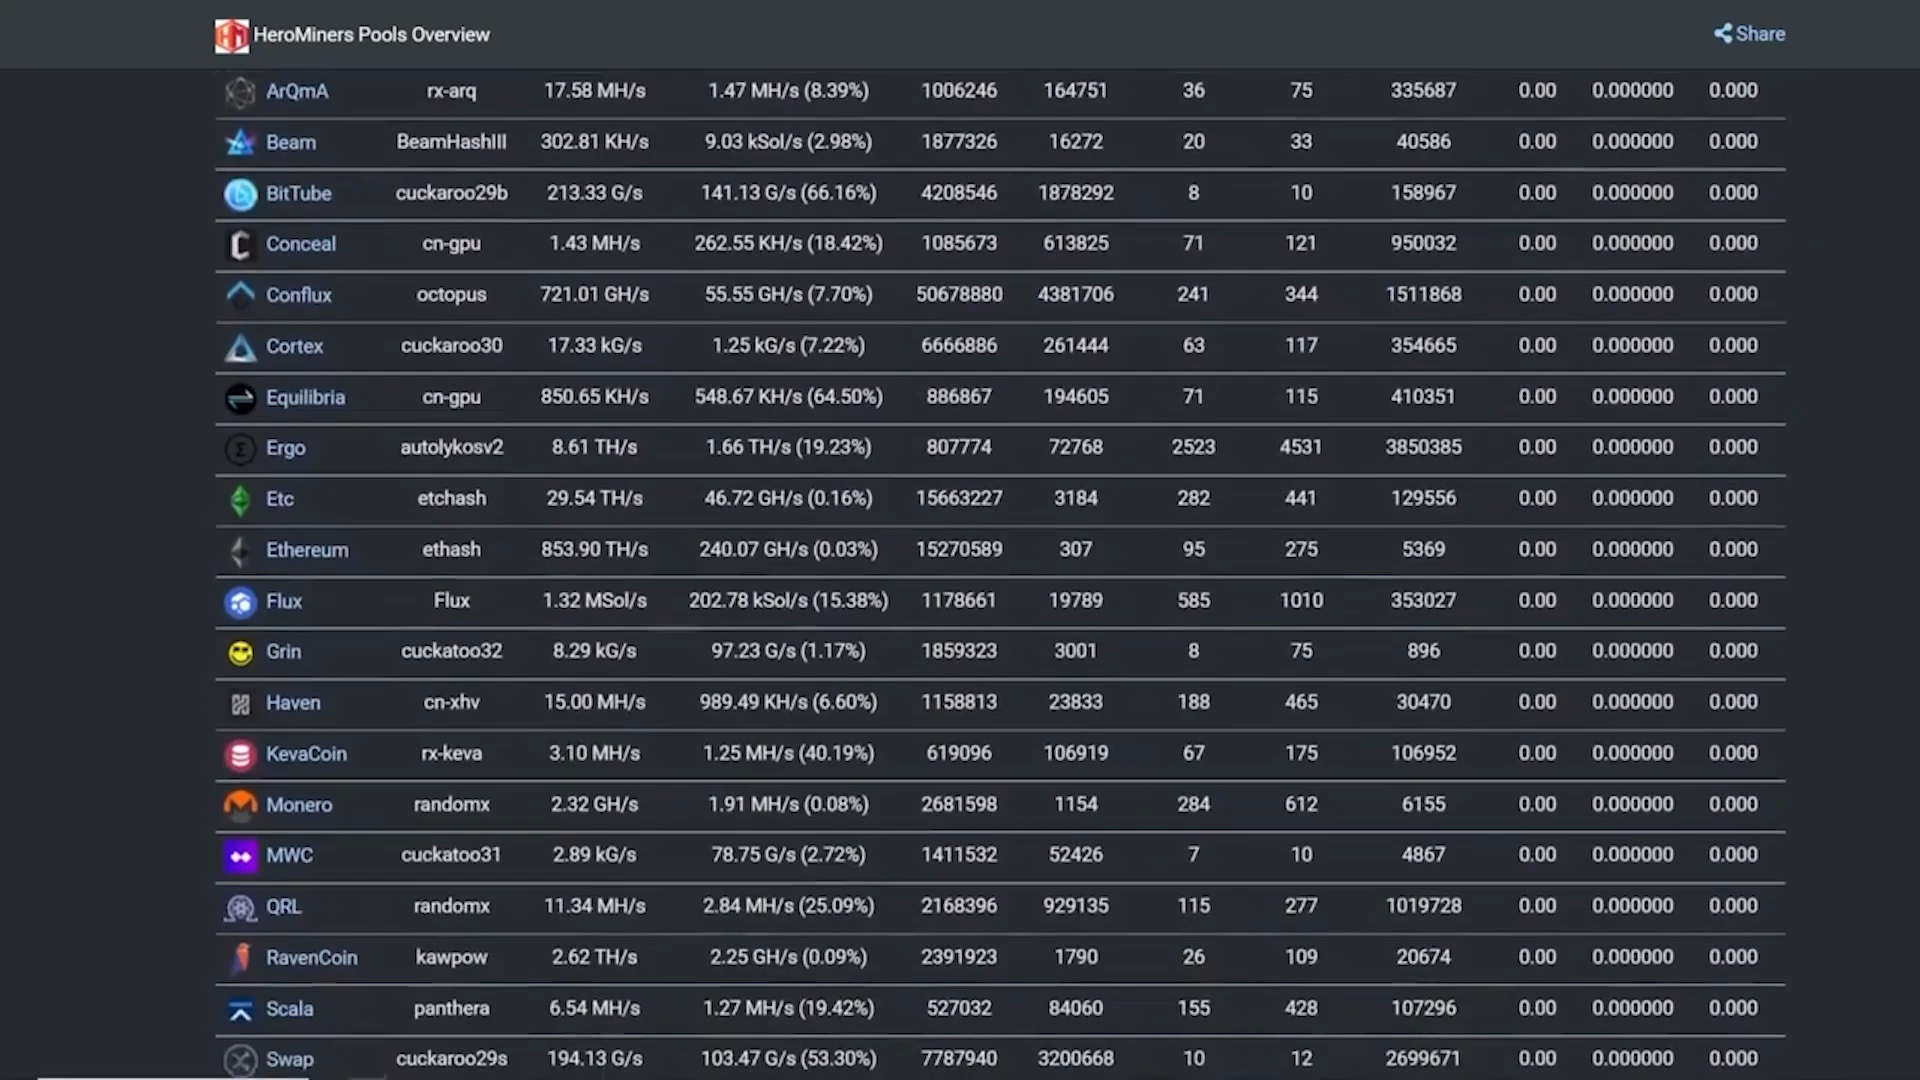 HeroMiners Pools Overview Share
ArQmA rx-arq 17.58 MH/s 1.47 MH/s (8.39%) 1006246 164751 36 75 335687 0.00 0.000000 0.000
Beam BeamHashIII 302.81 KH/s 9.03 kSol/s (2.98%) 1877326 16272 20 33 40586 0.00 0.000000 0.000
BitTube cuckaroo29b 213.33 G/s 141.13 G/s (66.16%) 4208546 1878292 8 10 158967 0.00 0.000000 0.000
Conceal cn-gpu 1.43 MH/s 262.55 KH/s (18.42%) 1085673 613825 71 121 950032 0.00 0.000000 0.000
Conflux octopus 721.01 GH/s 55.55 GH/s (7.70%) 50678880 4381706 241 344 1511868 0.00 0.000000 0.000
Cortex cuckaroo30 17.33 kG/s 1.25 kG/s (7.22%) 6666886 261444 63 117 354665 0.00 0.000000 0.000
Equilibria cn-gpu 850.65 KH/s 548.67 KH/s (64.50%) 886867 194605 71 115 410351 0.00 0.000000 0.000
Ergo autolykosv2 8.61 TH/s 1.66 TH/s (19.23%) 807774 72768 2523 4531 3850385 0.00 0.000000 0.000
Etc etchash 29.54 TH/s 46.72 GH/s (0.16%) 15663227 3184 282 441 129556 0.00 0.000000 0.000
Ethereum ethash 853.90 TH/s 240.07 GH/s (0.03%) 15270589 307 95 275 5369 0.00 0.000000 0.000
Flux Flux 1.32 MSol/s 202.78 kSol/s (15.38%) 1178661 19789 585 1010 353027 0.00 0.000000 0.000
Grin cuckatoo32 8.29 kG/s 97.23 G/s (1.17%) 1859323 3001 8 75 896 0.00 0.000000 0.000
Haven cn-xhv 15.00 MH/s 989.49 KH/s (6.60%) 1158813 23833 188 465 30470 0.00 0.000000 0.000
KevaCoin rx-keva 3.10 MH/s 1.25 MH/s (40.19%) 619096 106919 67 175 106952 0.00 0.000000 0.000
Monero randomx 2.32 GH/s 1.91 MH/s (0.08%) 2681598 1154 284 612 6155 0.00 0.000000 0.000
MWC cuckatoo31 2.89 kG/s 78.75 G/s (2.72%) 1411532 52426 7 10 4867 0.00 0.000000 0.000
QRL randomx 11.34 MH/s 2.84 MH/s (25.09%) 2168396 929135 115 277 1019728 0.00 0.000000 0.000
RavenCoin kawpow 2.62 TH/s 2.25 GH/s (0.09%) 2391923 1790 26 109 20674 0.00 0.000000 0.000
Scala panthera 6.54 MH/s 1.27 MH/s (19.42%) 527032 84060 155 428 107296 0.00 0.000000 0.000
Swap cuckaroo29s 194.13 G/s 103.47 G/s (53.30%) 7787940 3200668 10 12 2699671 0.00 0.000000 0.000